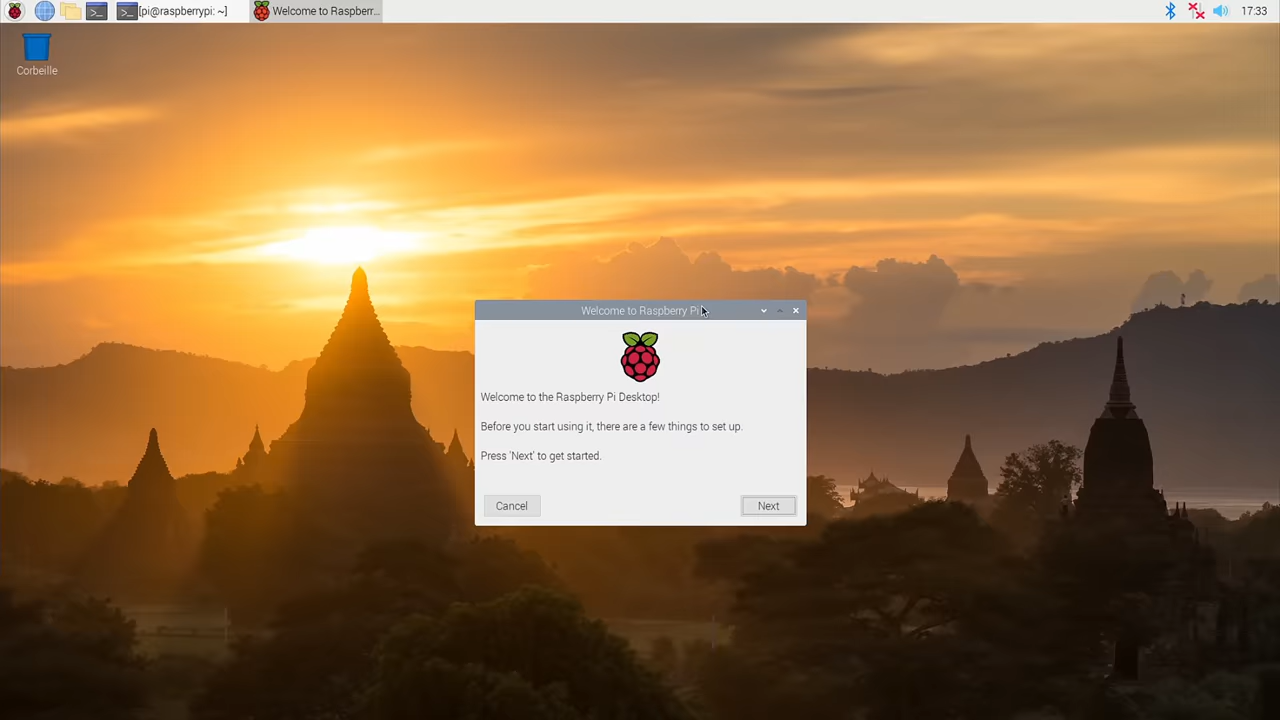 [pi@raspberrypi: ~]
Welcome to Raspberr...
17:33
Corbeille
Welcome to Raspberry Pi
Welcome to the Raspberry Pi Desktop!
Before you start using it, there are a few things to set up.
Press 'Next' to get started.
Cancel
Next